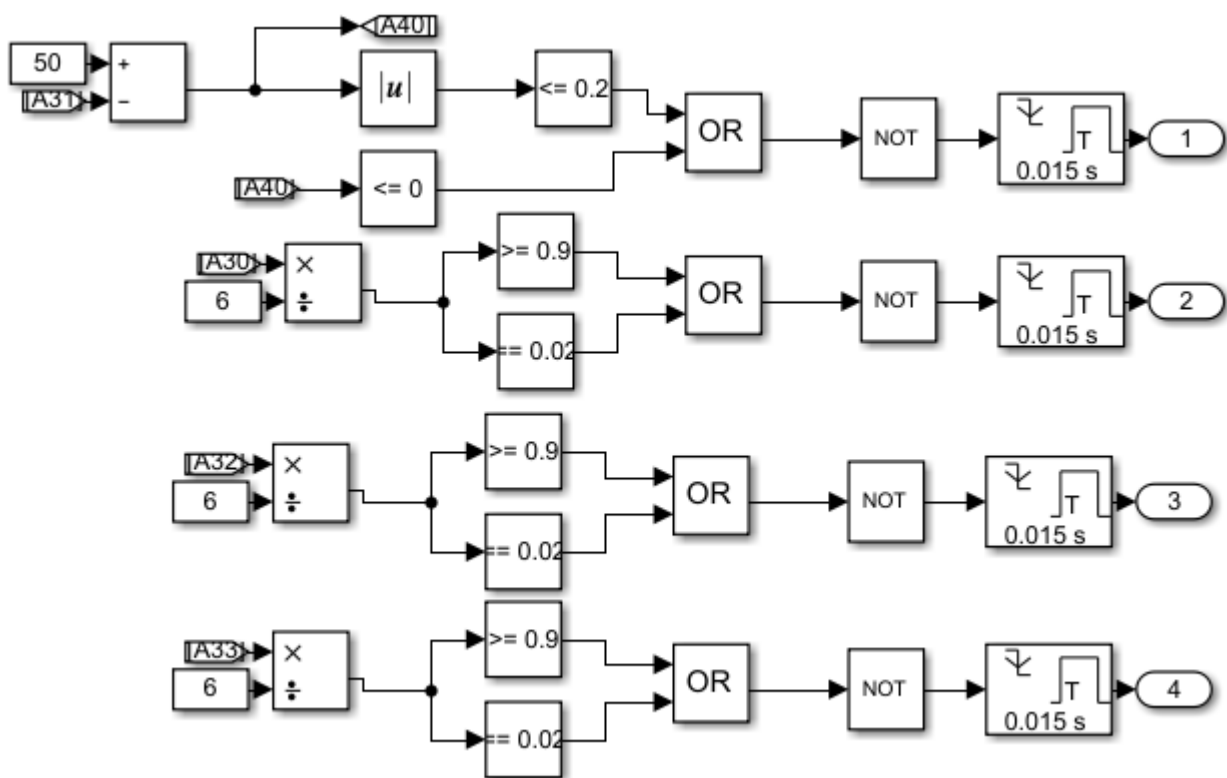 [A40]
50
+
[A31]
−
|u|
<= 0.2
OR
NOT
T
0.015 s
1
[A40]
<= 0
[A30]
×
6
÷
>= 0.9
== 0.02
OR
NOT
T
0.015 s
2
[A32]
×
6
÷
>= 0.9
== 0.02
OR
NOT
T
0.015 s
3
[A33]
×
6
÷
>= 0.9
== 0.02
OR
NOT
T
0.015 s
4